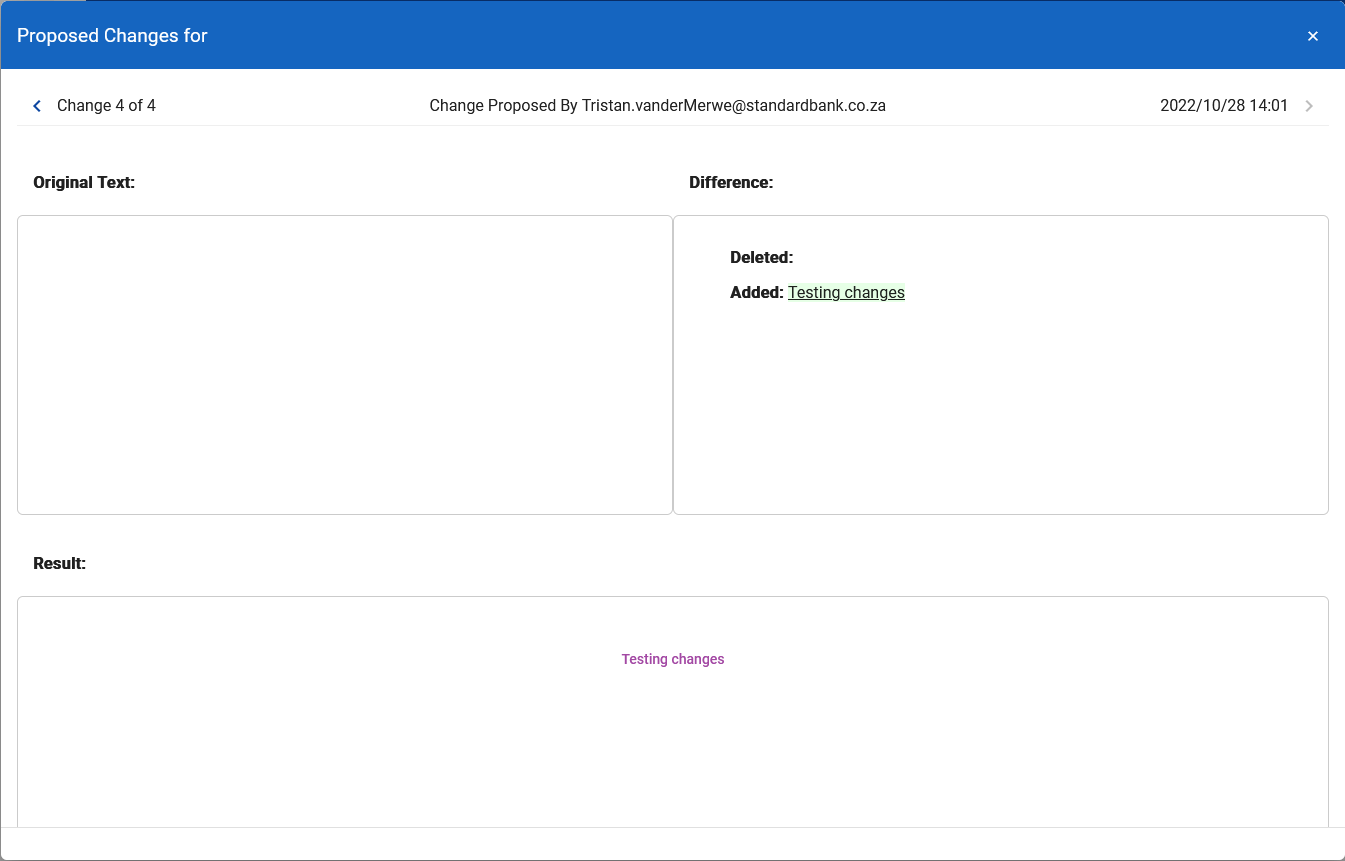 Proposed Changes for
Change 4 of 4
Change Proposed By Tristan.vanderMerwe@standardbank.co.za
2022/10/28 14:01
Original Text:
Difference:
Deleted:
Added: Testing changes
Result:
Testing changes